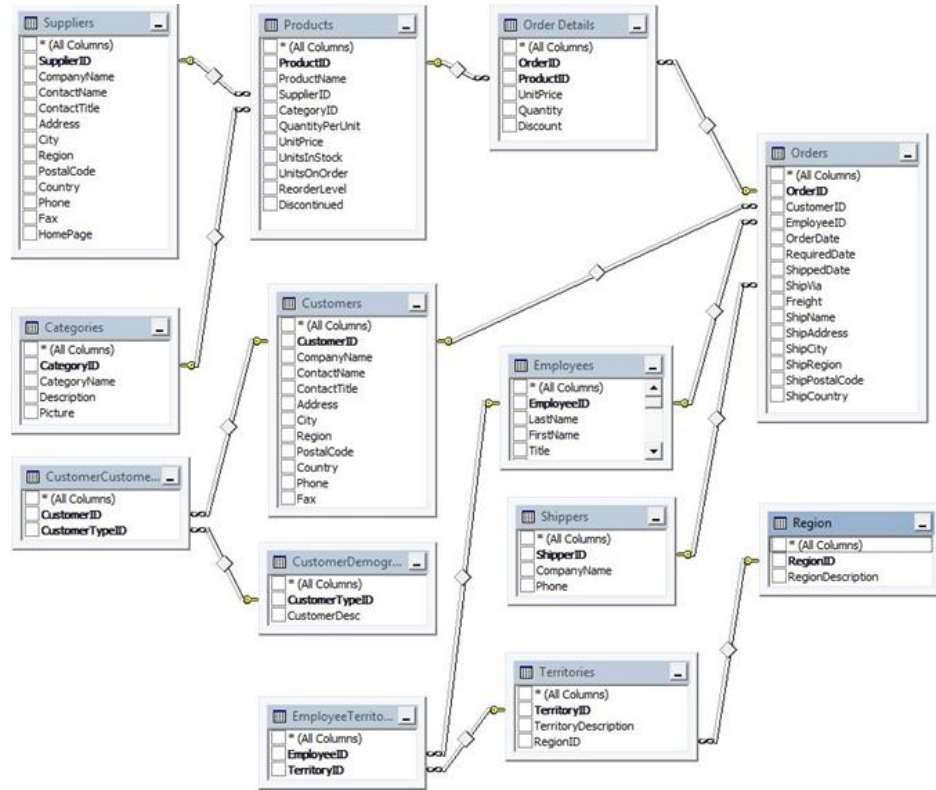 Suppliers
* (All Columns)
SupplierID
CompanyName
ContactName
ContactTitle
Address
City
Region
PostalCode
Country
Phone
Fax
HomePage
Products
* (All Columns)
ProductID
ProductName
SupplierID
CategoryID
QuantityPerUnit
UnitPrice
UnitsInStock
UnitsOnOrder
ReorderLevel
Discontinued
Order Details
* (All Columns)
OrderID
ProductID
UnitPrice
Quantity
Discount
Orders
* (All Columns)
OrderID
CustomerID
EmployeeID
OrderDate
RequiredDate
ShippedDate
ShipVia
Freight
ShipName
ShipAddress
ShipCity
ShipRegion
ShipPostalCode
ShipCountry
Categories
* (All Columns)
CategoryID
CategoryName
Description
Picture
Customers
* (All Columns)
CustomerID
CompanyName
ContactName
ContactTitle
Address
City
Region
PostalCode
Country
Phone
Fax
Employees
* (All Columns)
EmployeeID
LastName
FirstName
Title
CustomerCustome...
* (All Columns)
CustomerID
CustomerTypeID
CustomerDemogr...
* (All Columns)
CustomerTypeID
CustomerDesc
Shippers
* (All Columns)
ShipperID
CompanyName
Phone
Region
* (All Columns)
RegionID
RegionDescription
EmployeeTerrito...
* (All Columns)
EmployeeID
TerritoryID
Territories
* (All Columns)
TerritoryID
TerritoryDescription
RegionID